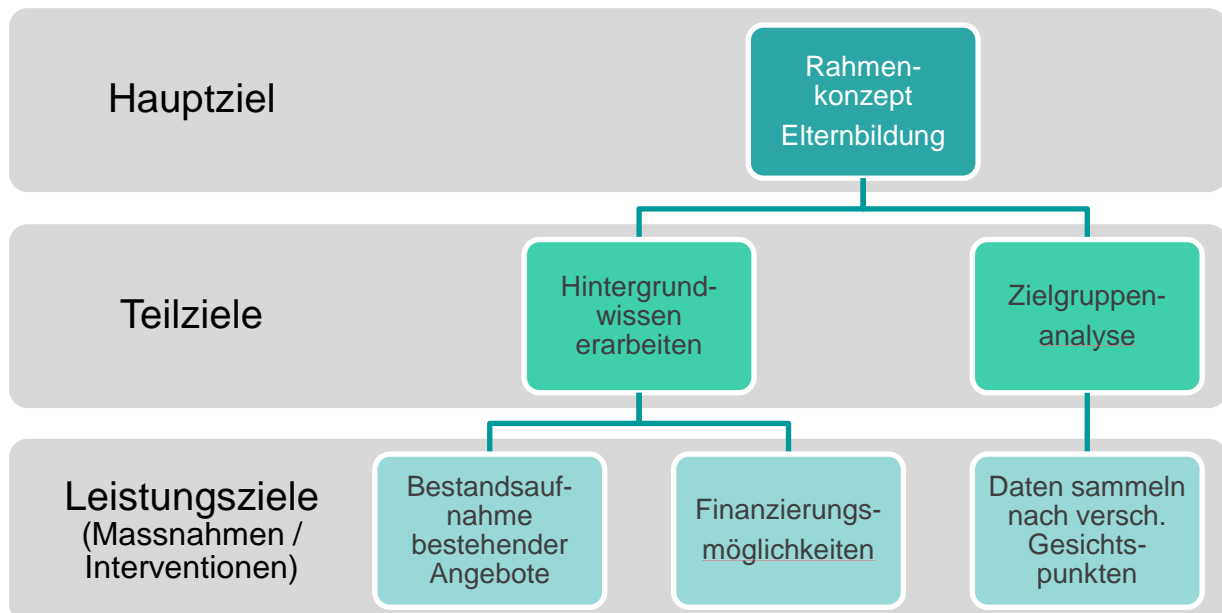 Hauptziel
Rahmen-
konzept
Elternbildung
Teilziele
Hintergrund-
wissen
erarbeiten
Zielgruppen-
analyse
Leistungsziele
(Massnahmen /
Interventionen)
Bestandsauf-
nahme
bestehender
Angebote
Finanzierungs-
möglichkeiten
Daten sammeln
nach versch.
Gesichts-
punkten